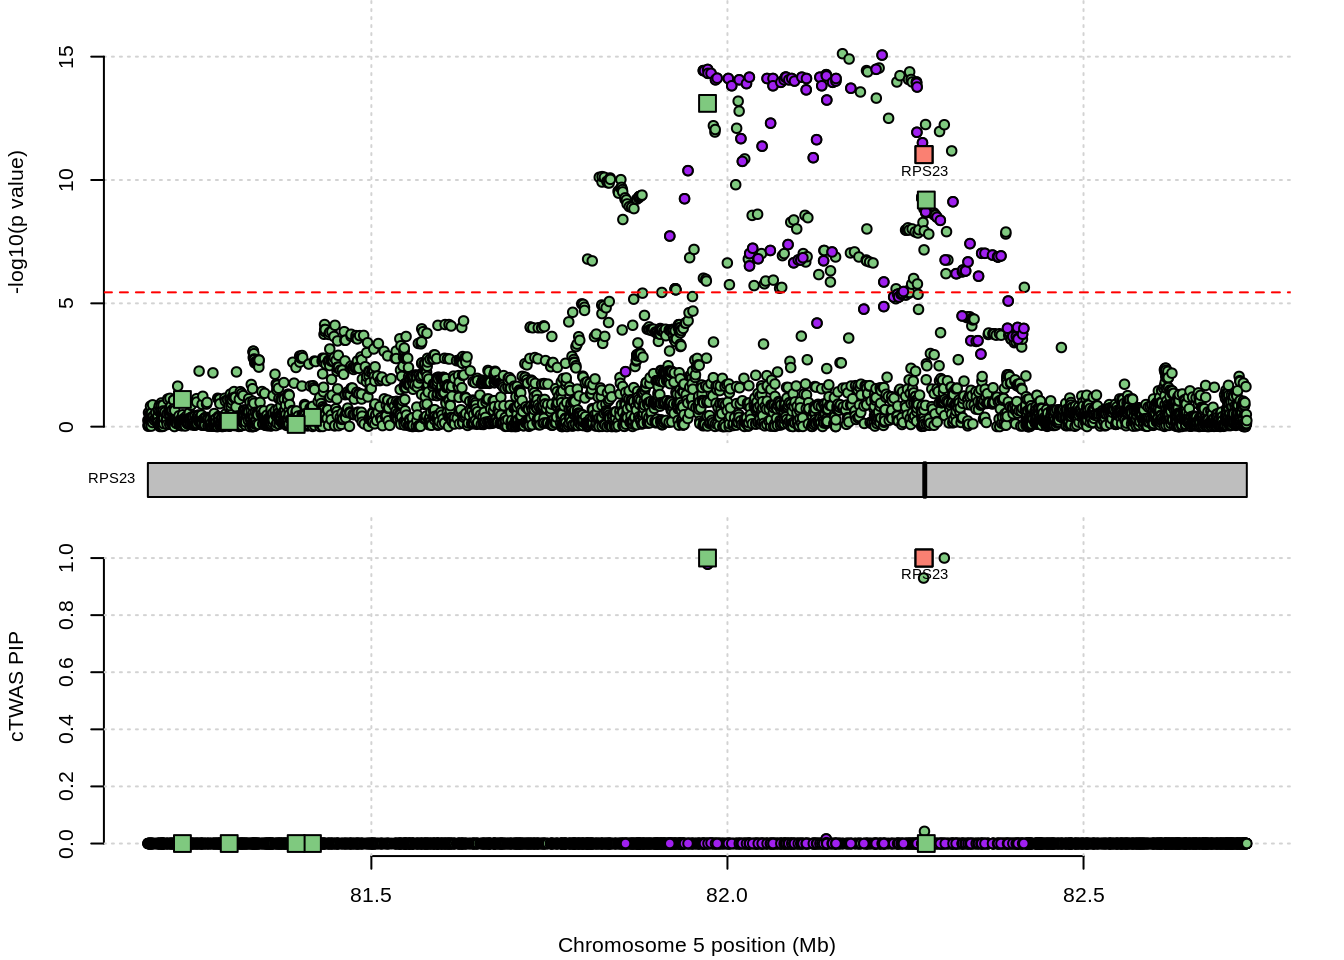 15
10
5
0
-log10(p value)
RPS23
RPS23
1.0
0.8
0.6
0.4
0.2
0.0
cTWAS PIP
RPS23
81.5
82.0
82.5
Chromosome 5 position (Mb)